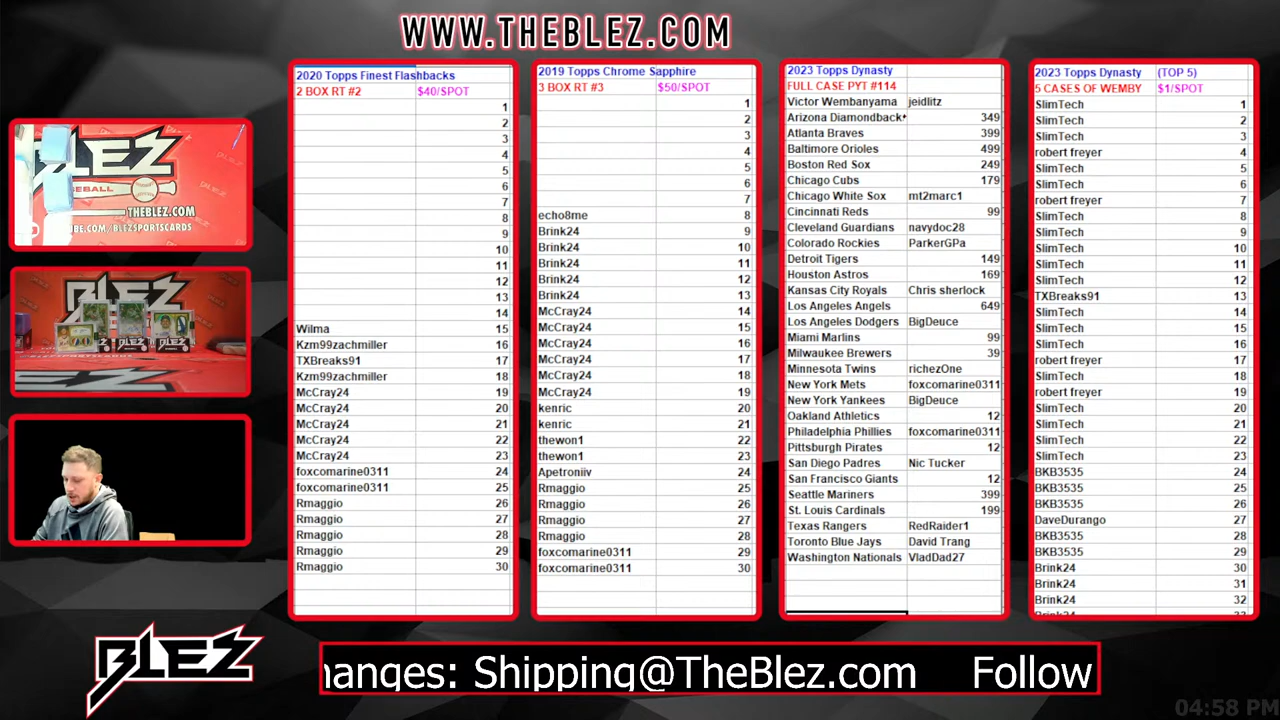 WWW.THEBLEZ.COM
2020 Topps Finest Flashbacks
2 BOX RT #2 $40/SPOT
1
2
3
4
5
6
7
8
9
10
11
12
13
14
Wilma 15
Kzm99zachmiller 16
TXBreaks91 17
Kzm99zachmiller 18
McCray24 19
McCray24 20
McCray24 21
McCray24 22
McCray24 23
foxcomarine0311 24
foxcomarine0311 25
Rmaggio 26
Rmaggio 27
Rmaggio 28
Rmaggio 29
Rmaggio 30
2019 Topps Chrome Sapphire
3 BOX RT #3 $50/SPOT
1
2
3
4
5
6
7
echo8me 8
Brink24 9
Brink24 10
Brink24 11
Brink24 12
Brink24 13
McCray24 14
McCray24 15
McCray24 16
McCray24 17
McCray24 18
McCray24 19
kenric 20
kenric 21
thewon1 22
thewon1 23
Apetroniiv 24
Rmaggio 25
Rmaggio 26
Rmaggio 27
Rmaggio 28
foxcomarine0311 29
foxcomarine0311 30
2023 Topps Dynasty
FULL CASE PYT #114
Victor Wembanyama jeidlitz
Arizona Diamondback 349
Atlanta Braves 399
Baltimore Orioles 499
Boston Red Sox 249
Chicago Cubs 179
Chicago White Sox mt2marc1
Cincinnati Reds 99
Cleveland Guardians navydoc28
Colorado Rockies ParkerGPa
Detroit Tigers 149
Houston Astros 169
Kansas City Royals Chris sherlock
Los Angeles Angels 649
Los Angeles Dodgers BigDeuce
Miami Marlins 99
Milwaukee Brewers 39
Minnesota Twins richezOne
New York Mets foxcomarine0311
New York Yankees BigDeuce
Oakland Athletics 12
Philadelphia Phillies foxcomarine0311
Pittsburgh Pirates 12
San Diego Padres Nic Tucker
San Francisco Giants 12
Seattle Mariners 399
St. Louis Cardinals 199
Texas Rangers RedRaider1
Toronto Blue Jays David Trang
Washington Nationals VladDad27
2023 Topps Dynasty (TOP 5)
5 CASES OF WEMBY $1/SPOT
SlimTech 1
SlimTech 2
SlimTech 3
robert freyer 4
SlimTech 5
SlimTech 6
robert freyer 7
SlimTech 8
SlimTech 9
SlimTech 10
SlimTech 11
SlimTech 12
TXBreaks91 13
SlimTech 14
SlimTech 15
SlimTech 16
robert freyer 17
SlimTech 18
robert freyer 19
SlimTech 20
SlimTech 21
SlimTech 22
SlimTech 23
BKB3535 24
BKB3535 25
BKB3535 26
DaveDurango 27
BKB3535 28
BKB3535 29
Brink24 30
Brink24 31
Brink24 32
Brink24 33
BLEZ
BASEBALL
THEBLEZ.COM
BLEZ
BLEZ
hanges: Shipping@TheBlez.com Follow
04:58 PM